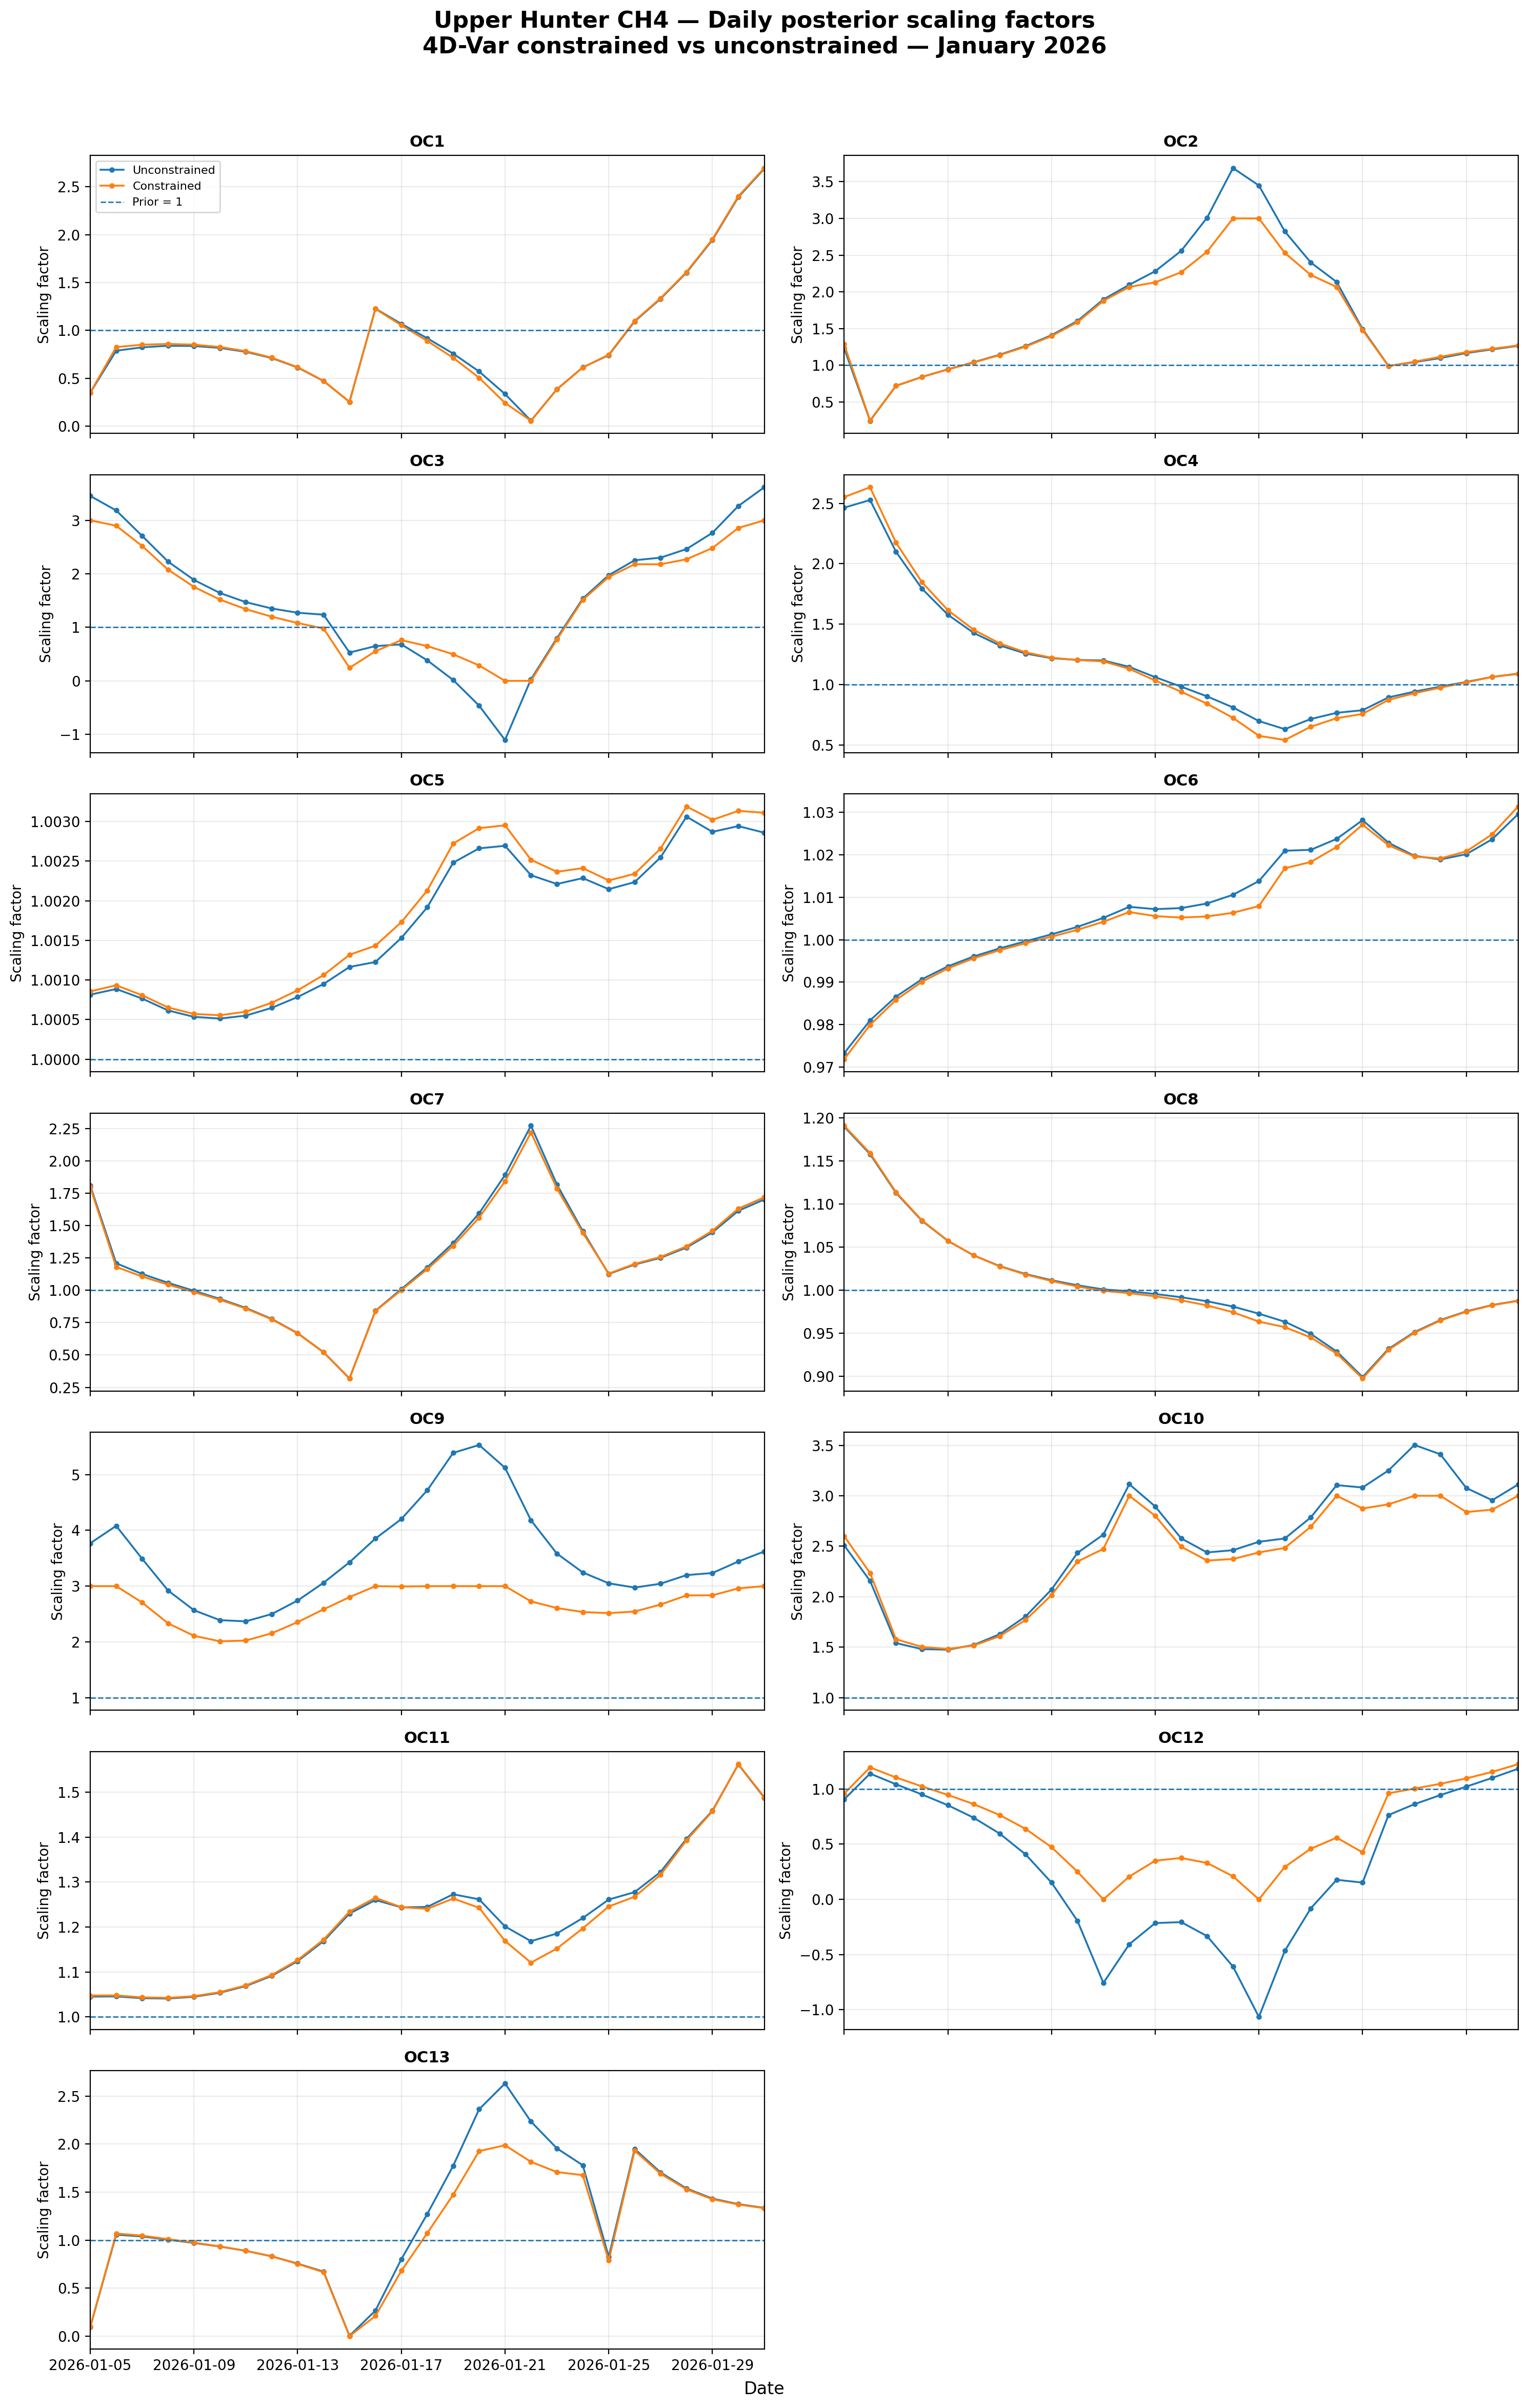 Upper Hunter CH4 — Daily posterior scaling factors
4D-Var constrained vs unconstrained — January 2026
OC1
Scaling factor
2.5
2.0
1.5
1.0
0.5
0.0
Unconstrained
Constrained
Prior = 1
OC2
Scaling factor
3.5
3.0
2.5
2.0
1.5
1.0
0.5
OC3
Scaling factor
3
2
1
0
−1
OC4
Scaling factor
2.5
2.0
1.5
1.0
0.5
OC5
Scaling factor
1.0030
1.0025
1.0020
1.0015
1.0010
1.0005
1.0000
OC6
Scaling factor
1.03
1.02
1.01
1.00
0.99
0.98
0.97
OC7
Scaling factor
2.25
2.00
1.75
1.50
1.25
1.00
0.75
0.50
0.25
OC8
Scaling factor
1.20
1.15
1.10
1.05
1.00
0.95
0.90
OC9
Scaling factor
5
4
3
2
1
OC10
Scaling factor
3.5
3.0
2.5
2.0
1.5
1.0
OC11
Scaling factor
1.5
1.4
1.3
1.2
1.1
1.0
OC12
Scaling factor
1.0
0.5
0.0
−0.5
−1.0
OC13
Scaling factor
2.5
2.0
1.5
1.0
0.5
0.0
2026-01-05 2026-01-09 2026-01-13 2026-01-17 2026-01-21 2026-01-25 2026-01-29
Date